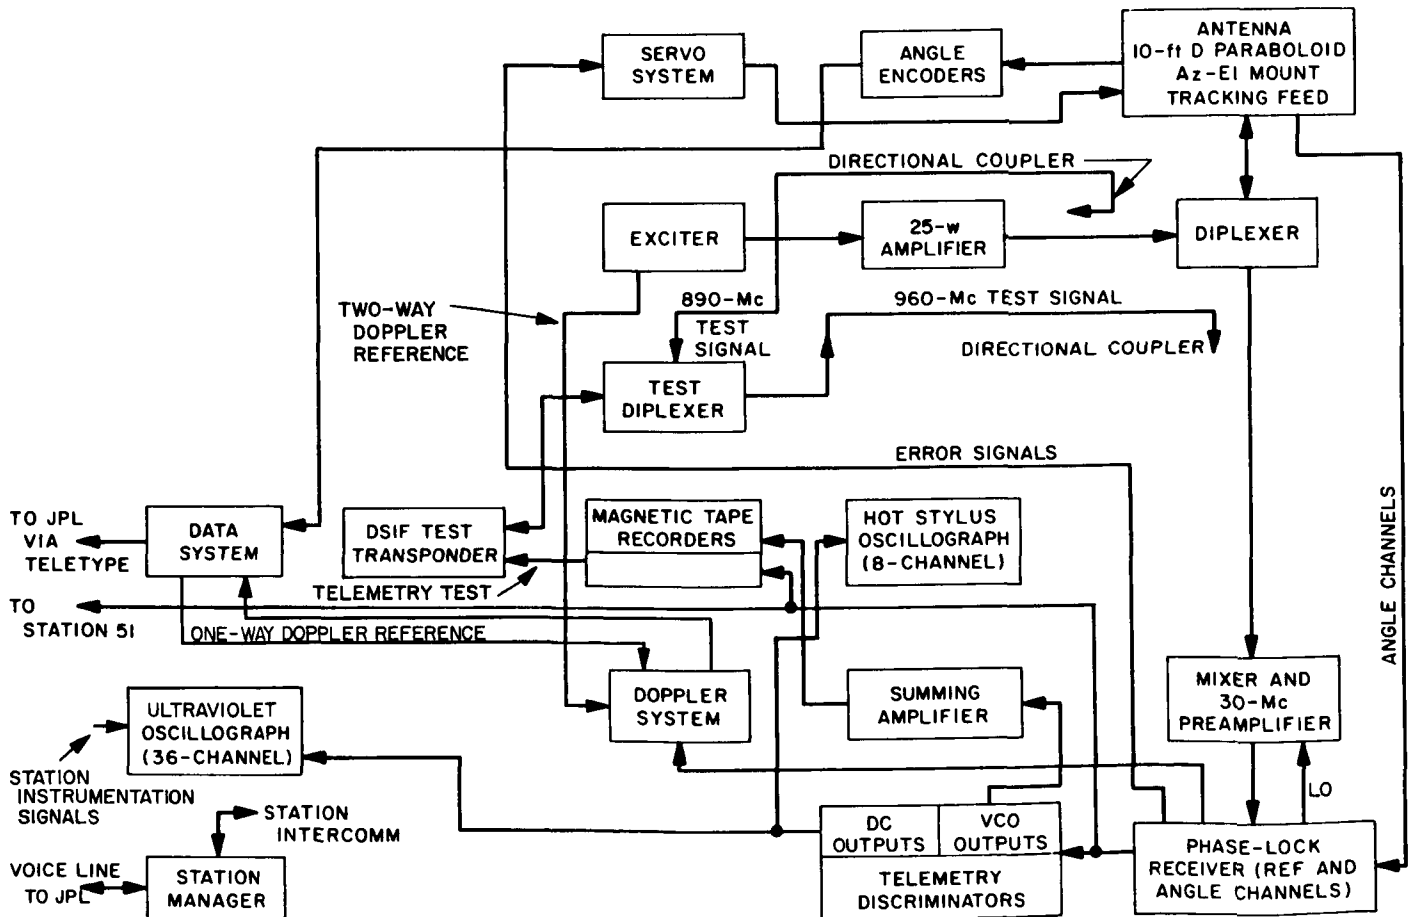 SERVO
SYSTEM
ANGLE
ENCODERS
ANTENNA
10-ft D PARABOLOID
Az-El MOUNT
TRACKING FEED
DIRECTIONAL COUPLER
EXCITER
25-w
AMPLIFIER
DIPLEXER
TWO-WAY
DOPPLER
REFERENCE
890-Mc
TEST
SIGNAL
960-Mc TEST SIGNAL
DIRECTIONAL COUPLER
TEST
DIPLEXER
ERROR SIGNALS
ANGLE CHANNELS
TO JPL
VIA
TELETYPE
DATA
SYSTEM
DSIF TEST
TRANSPONDER
MAGNETIC TAPE
RECORDERS
HOT STYLUS
OSCILLOGRAPH
(8-CHANNEL)
TELEMETRY TEST
TO
STATION 51
ONE-WAY DOPPLER REFERENCE
DOPPLER
SYSTEM
SUMMING
AMPLIFIER
MIXER AND
30-Mc
PREAMPLIFIER
ULTRAVIOLET
OSCILLOGRAPH
(36-CHANNEL)
STATION
INSTRUMENTATION
SIGNALS
LO
STATION
INTERCOMM
DC
OUTPUTS
VCO
OUTPUTS
TELEMETRY
DISCRIMINATORS
PHASE-LOCK
RECEIVER (REF AND
ANGLE CHANNELS)
VOICE LINE
TO JPL
STATION
MANAGER